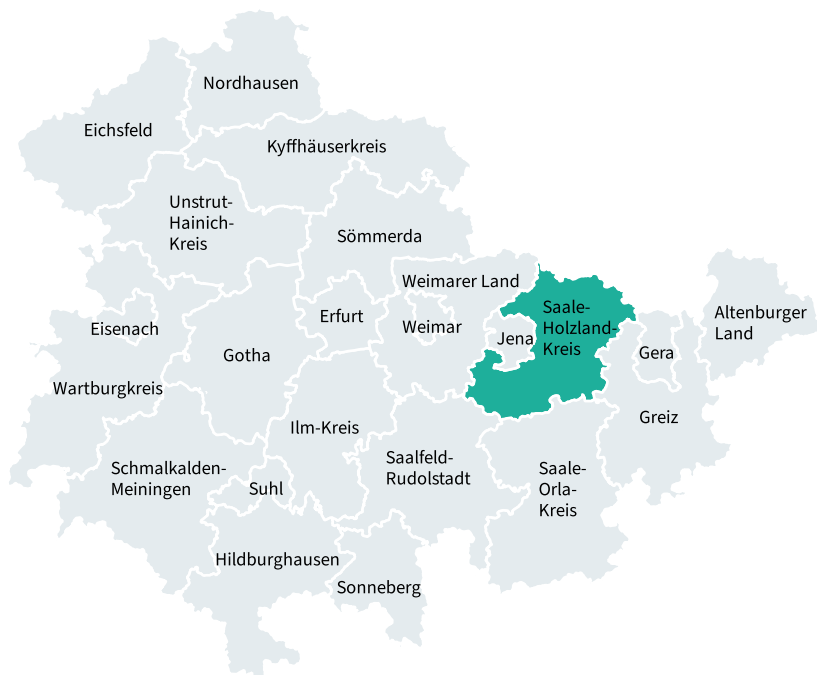 Nordhausen
Eichsfeld
Kyffhäuserkreis
Unstrut-
Hainich-
Kreis
Sömmerda
Weimarer Land
Saale-
Holzland-
Kreis
Altenburger
Land
Eisenach
Erfurt
Weimar
Jena
Gera
Gotha
Wartburgkreis
Greiz
Ilm-Kreis
Schmalkalden-
Meiningen
Suhl
Saalfeld-
Rudolstadt
Saale-
Orla-
Kreis
Hildburghausen
Sonneberg